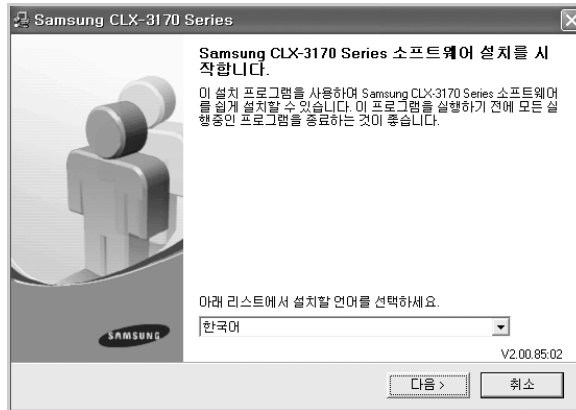 Samsung CLX-3170 Series
Samsung CLX-3170 Series 소프트웨어 설치를 시
작합니다.
이 설치 프로그램을 사용하여 Samsung CLX-3170 Series 소프트웨어
를 쉽게 설치할 수 있습니다. 이 프로그램을 실행하기 전에 모든 실
행중인 프로그램을 종료하는 것이 좋습니다.
아래 리스트에서 설치할 언어를 선택하세요.
한국어
SAMSUNG
V2.00.85:02
다음 >
취소